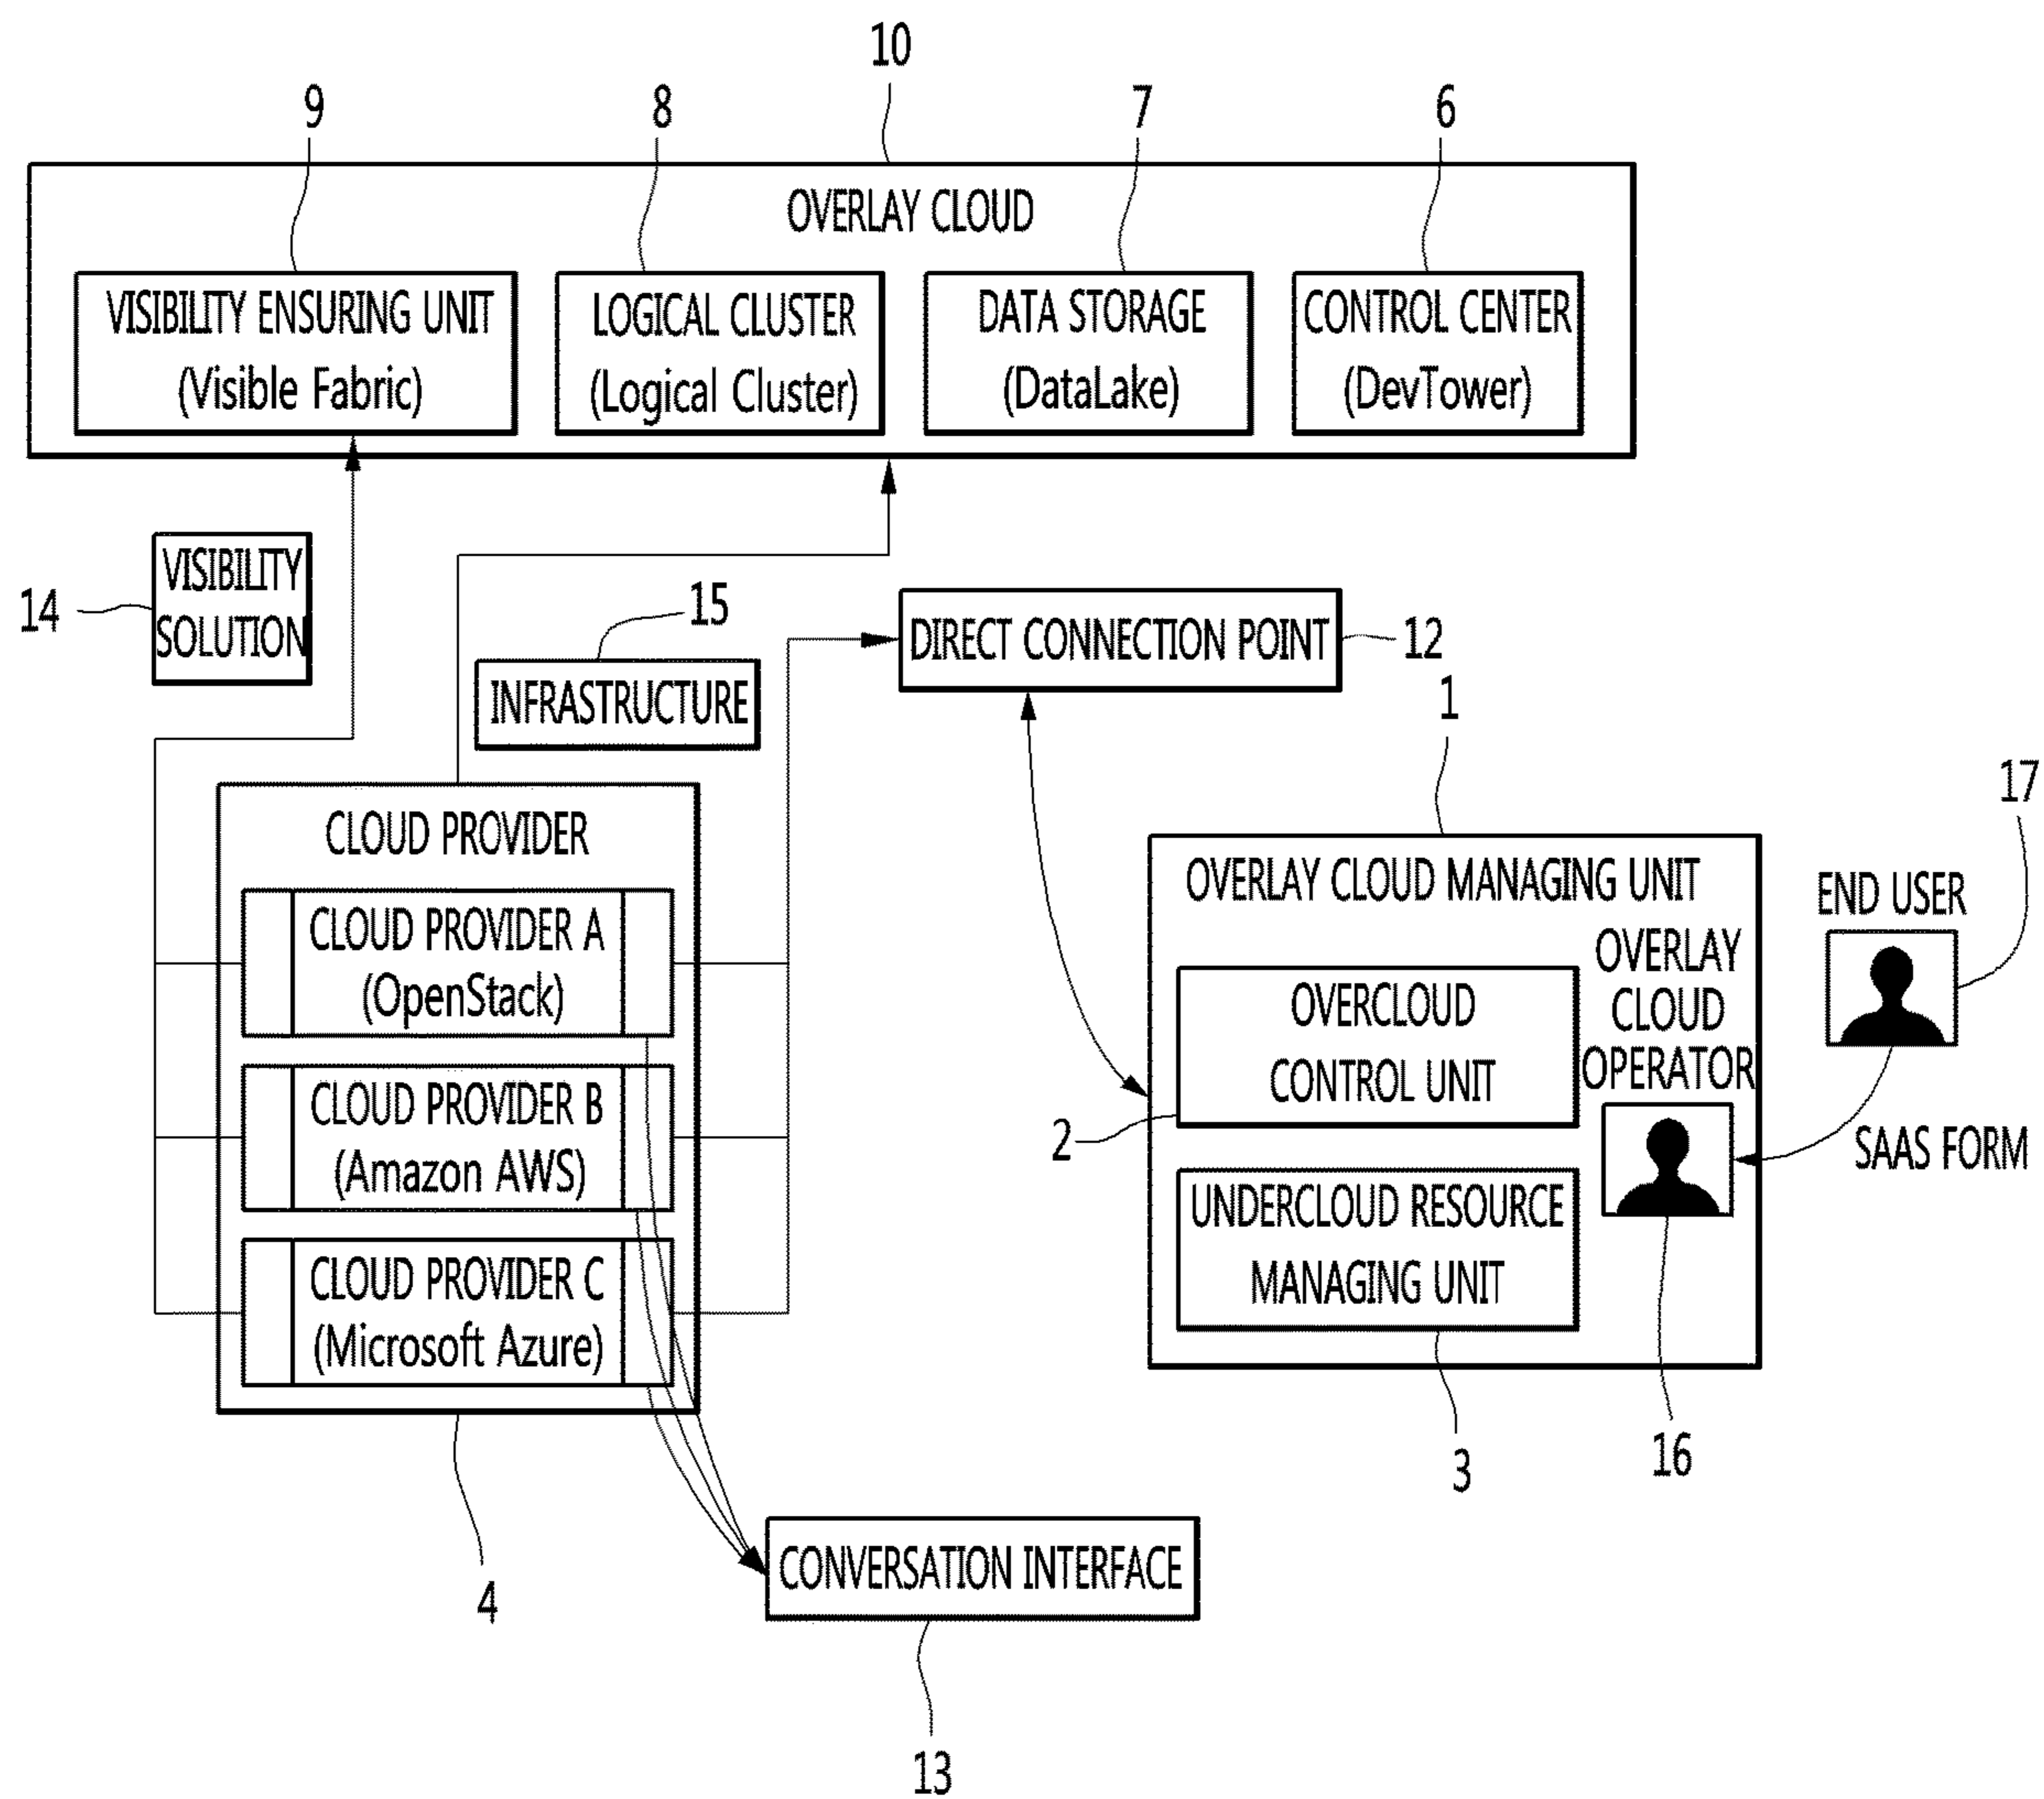 10
9
8
7
6
OVERLAY CLOUD
VISIBILITY ENSURING UNIT
(Visible Fabric)
LOGICAL CLUSTER
(Logical Cluster)
DATA STORAGE
(DataLake)
CONTROL CENTER
(DevTower)
14
VISIBILITY
SOLUTION
15
INFRASTRUCTURE
DIRECT CONNECTION POINT
12
1
17
CLOUD PROVIDER
CLOUD PROVIDER A
(OpenStack)
CLOUD PROVIDER B
(Amazon AWS)
CLOUD PROVIDER C
(Microsoft Azure)
4
OVERLAY CLOUD MANAGING UNIT
OVERCLOUD
CONTROL UNIT
2
UNDERCLOUD RESOURCE
MANAGING UNIT
3
OVERLAY
CLOUD
OPERATOR
16
END USER
SAAS FORM
CONVERSATION INTERFACE
13